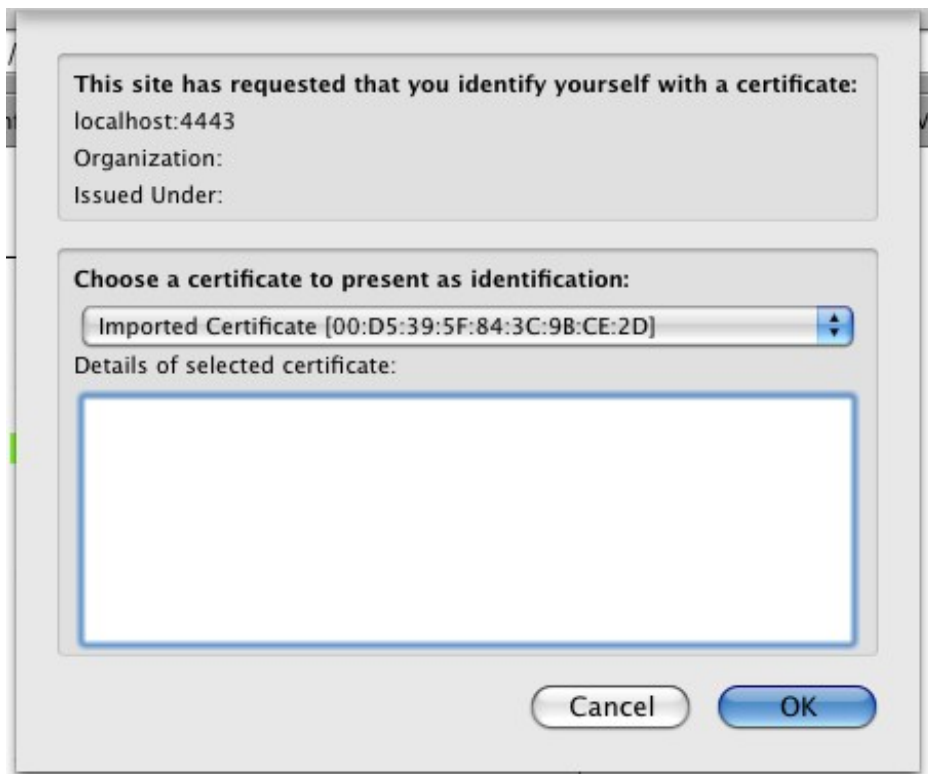 This site has requested that you identify yourself with a certificate:
localhost:4443
Organization:
Issued Under:
Choose a certificate to present as identification:
Imported Certificate [00:D5:39:5F:84:3C:9B:CE:2D]
Details of selected certificate:
Cancel
OK